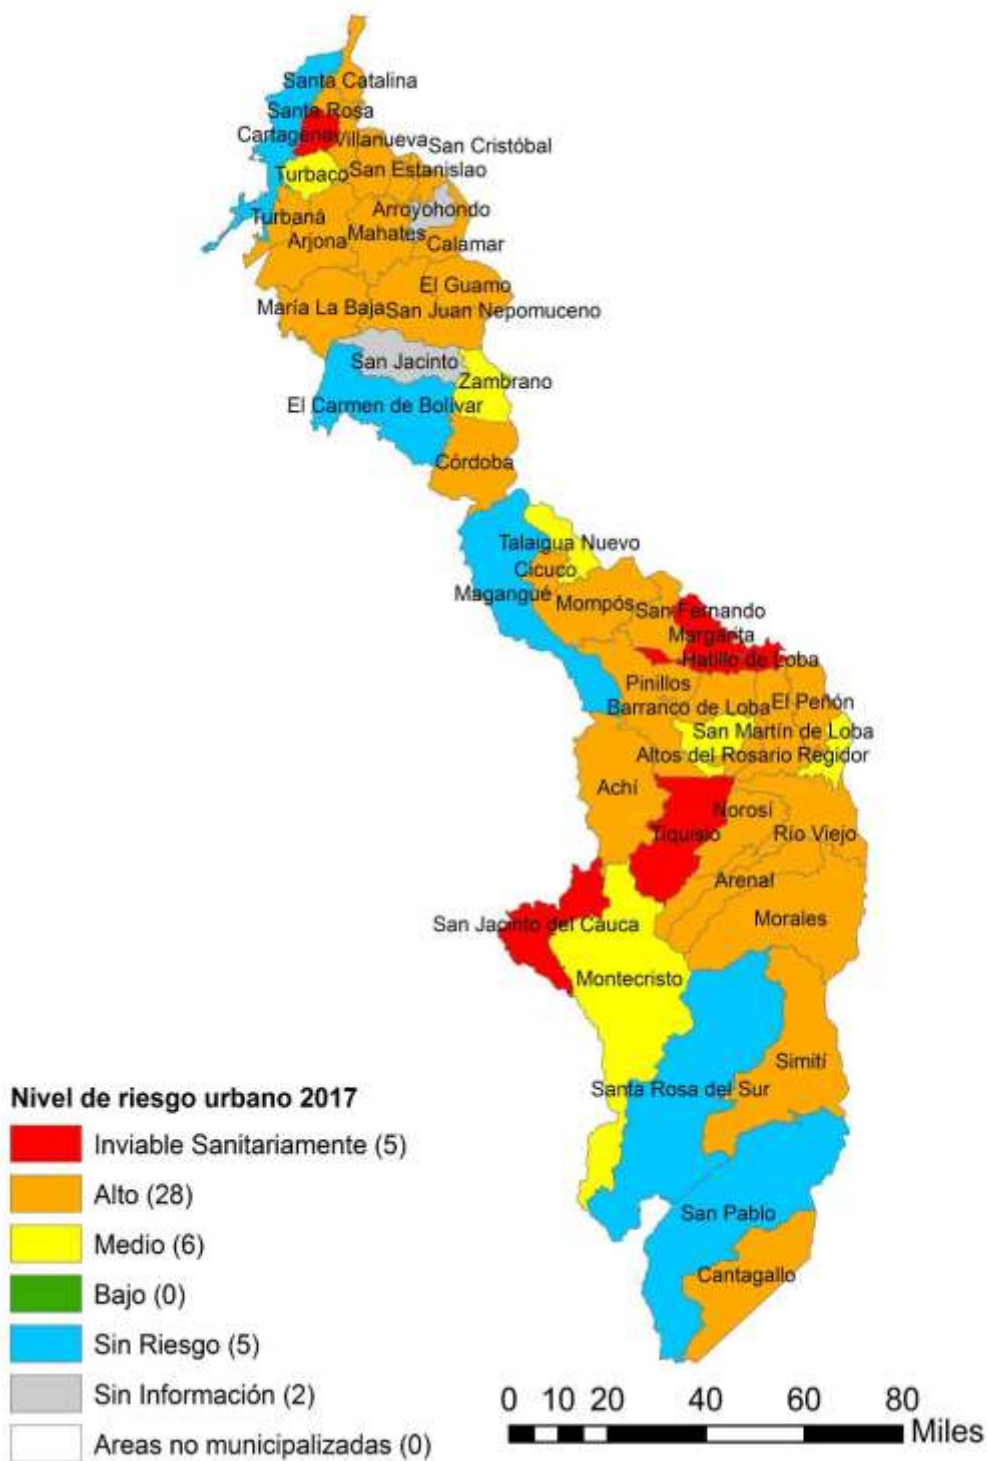 Santa Catalina
Santa Rosa
Cartagena
Villanueva
San Cristóbal
San Estanislao
Turbaco
Arroyohondo
Turbaná
Mahates
Arjona
Calamar
El Guamo
María La Baja
San Juan Nepomuceno
San Jacinto
Zambrano
El Carmen de Bolívar
Córdoba
Talaigua Nuevo
Cicuco
Magangué
Mompós
San Fernando
Margarita
Hatillo de Loba
Pinillos
El Peñón
Barranco de Loba
San Martín de Loba
Altos del Rosario
Regidor
Achí
Norosí
Tiquisio
Río Viejo
Arenal
Morales
San Jacinto del Cauca
Montecristo
Simití
Santa Rosa del Sur
San Pablo
Cantagallo
Nivel de riesgo urbano 2017
Inviable Sanitariamente (5)
Alto (28)
Medio (6)
Bajo (0)
Sin Riesgo (5)
Sin Información (2)
Areas no municipalizadas (0)
0 10 20 40 60 80
Miles